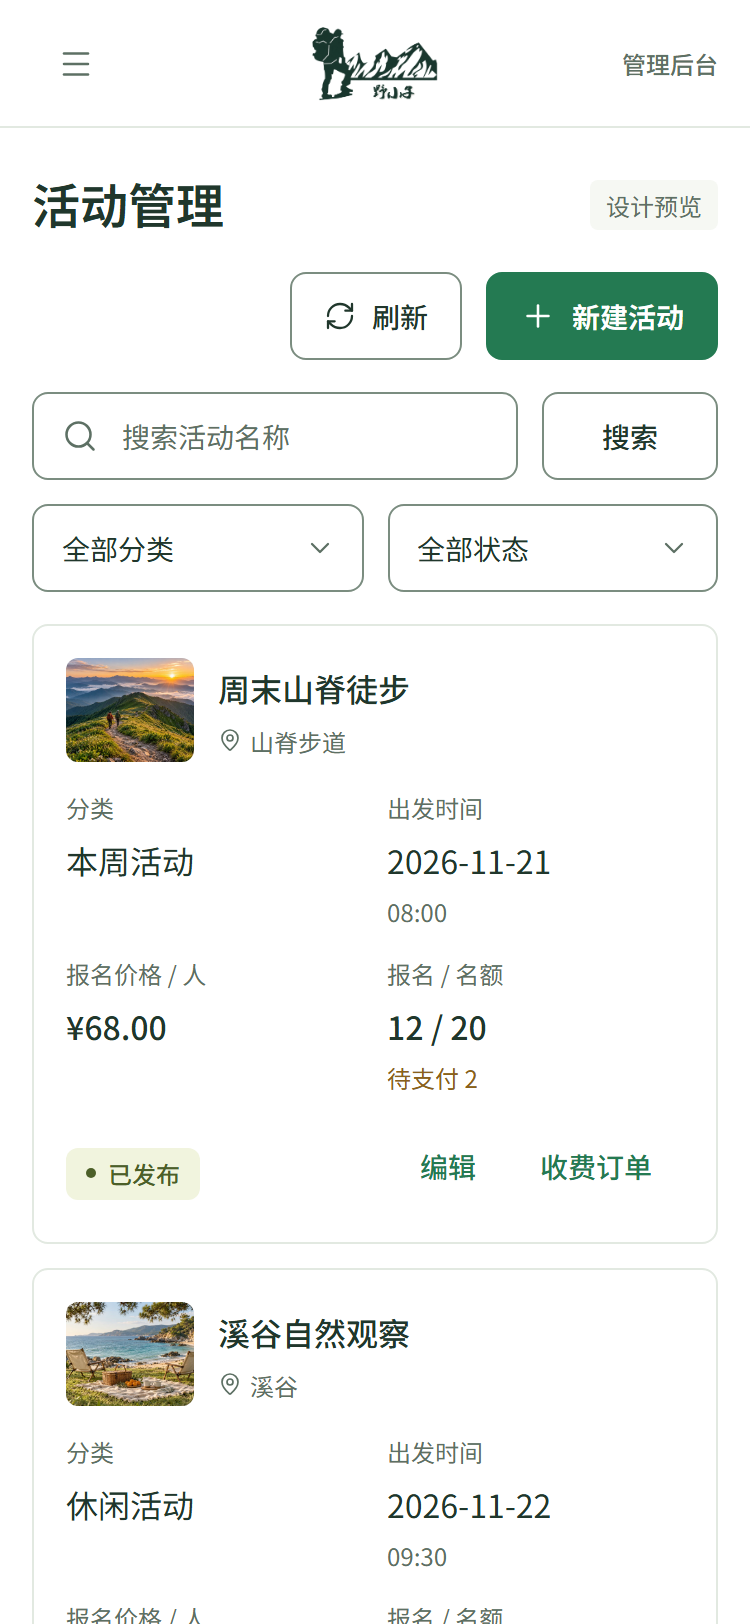 野小子
管理后台
活动管理
设计预览
刷新
新建活动
搜索活动名称
搜索
全部分类
全部状态
周末山脊徒步
山脊步道
分类
出发时间
本周活动
2026-11-21
08:00
报名价格 / 人
报名 / 名额
¥68.00
12 / 20
待支付 2
已发布
编辑
收费订单
溪谷自然观察
溪谷
分类
出发时间
休闲活动
2026-11-22
09:30
报名价格 / 人
报名 / 名额